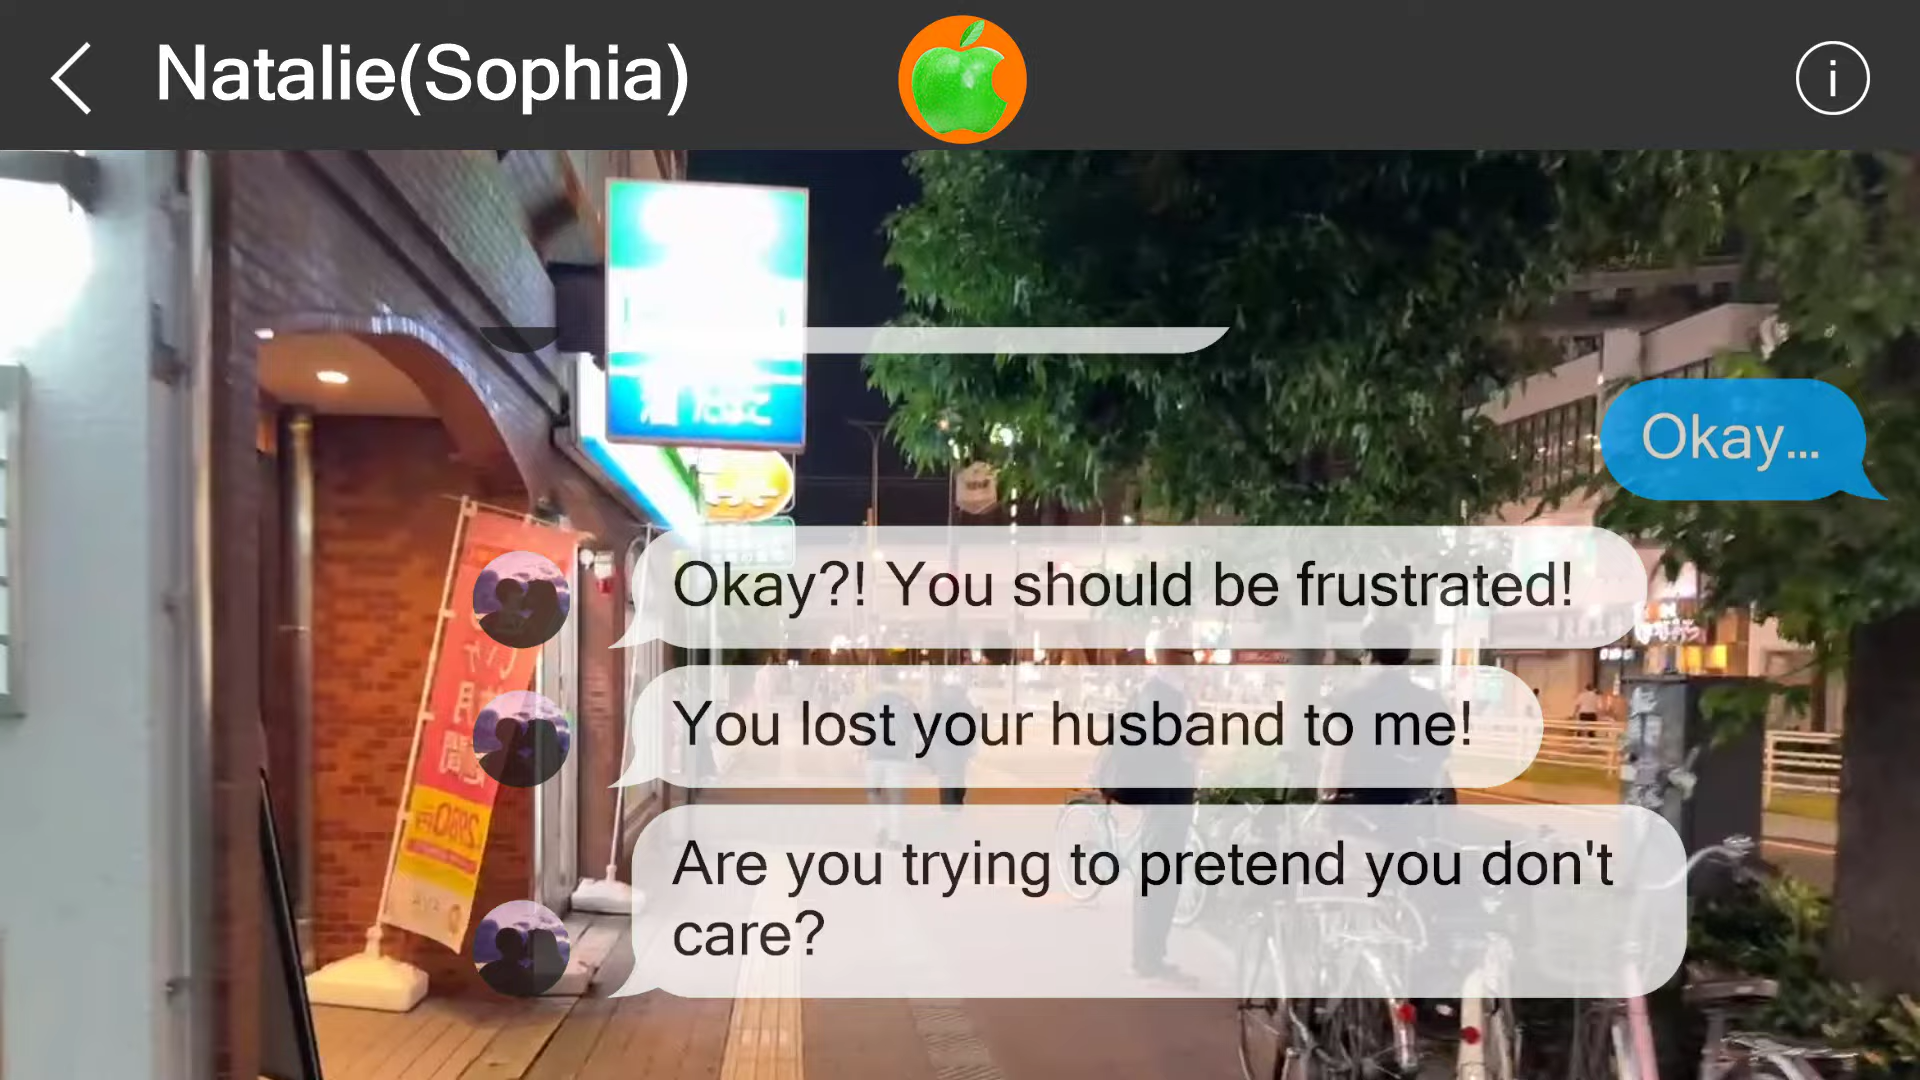 Natalie(Sophia)
i
Okay...
Okay?! You should be frustrated!
You lost your husband to me!
Are you trying to pretend you don't
care?